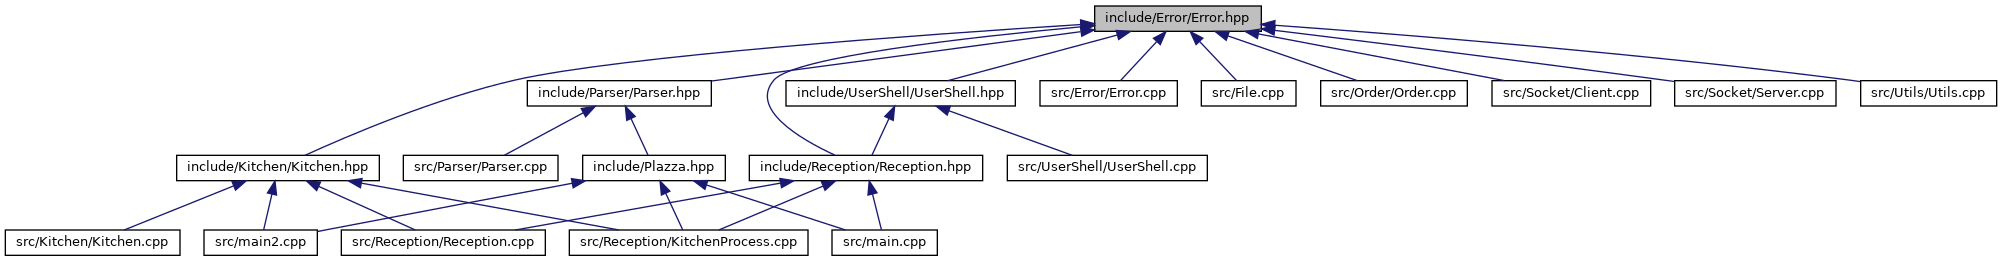 include/Error/Error.hpp
include/Parser/Parser.hpp
include/UserShell/UserShell.hpp
src/Error/Error.cpp
src/File.cpp
src/Order/Order.cpp
src/Socket/Client.cpp
src/Socket/Server.cpp
src/Utils/Utils.cpp
include/Kitchen/Kitchen.hpp
src/Parser/Parser.cpp
include/Plazza.hpp
include/Reception/Reception.hpp
src/UserShell/UserShell.cpp
src/Kitchen/Kitchen.cpp
src/main2.cpp
src/Reception/Reception.cpp
src/Reception/KitchenProcess.cpp
src/main.cpp